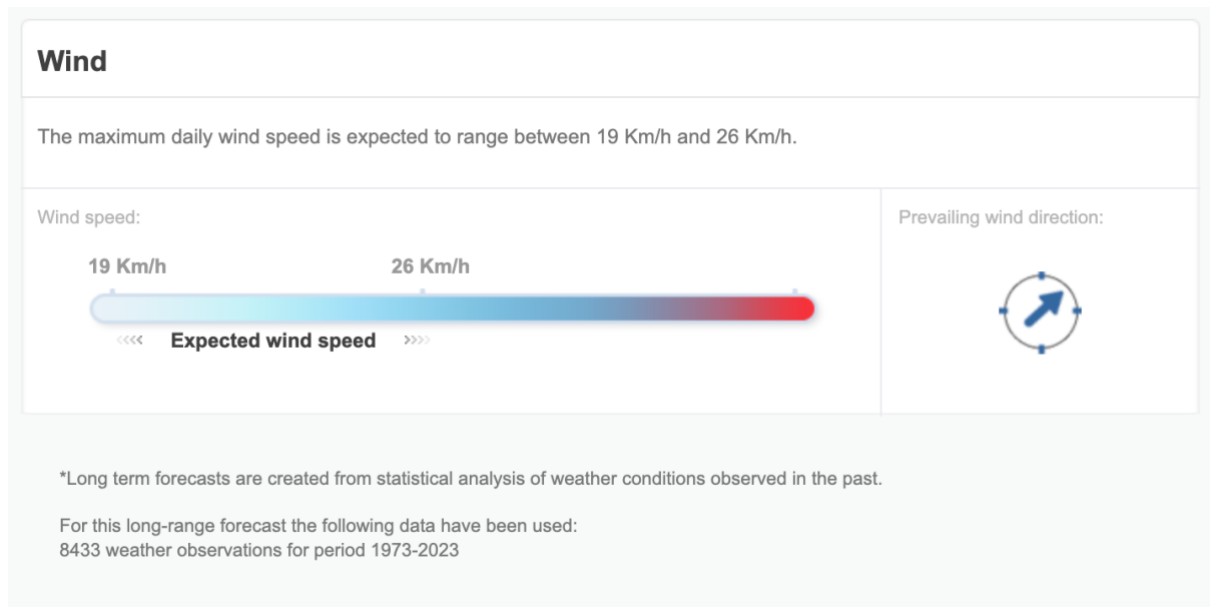 Wind
The maximum daily wind speed is expected to range between 19 Km/h and 26 Km/h.
Wind speed:
19 Km/h
26 Km/h
Expected wind speed
Prevailing wind direction:
*Long term forecasts are created from statistical analysis of weather conditions observed in the past.
For this long-range forecast the following data have been used:
8433 weather observations for period 1973-2023